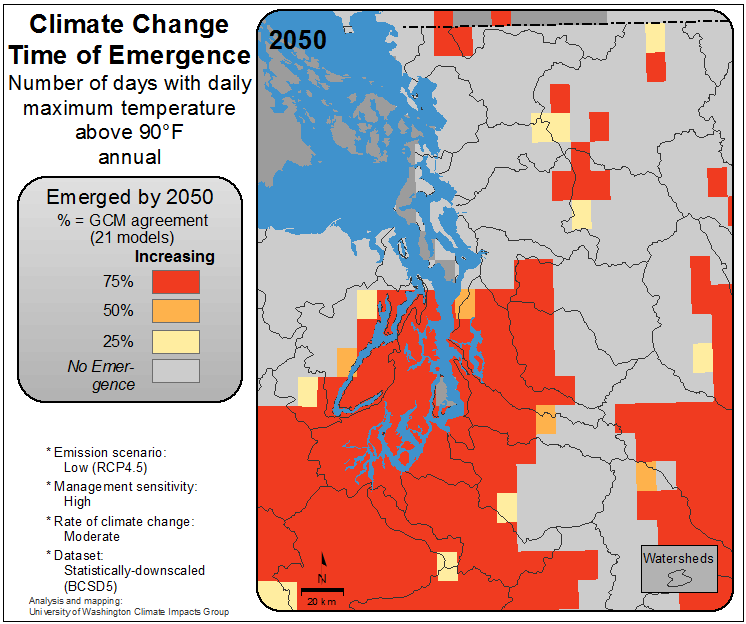 Climate Change
Time of Emergence
Number of days with daily
maximum temperature
above 90°F
annual
Emerged by 2050
% = GCM agreement
(21 models)
Increasing
75%
50%
25%
No Emer-
gence
* Emission scenario:
Low (RCP4.5)
* Management sensitivity:
High
* Rate of climate change:
Moderate
* Dataset:
Statistically-downscaled
(BCSD5)
Analysis and mapping:
University of Washington Climate Impacts Group
2050
N
20 km
Watersheds